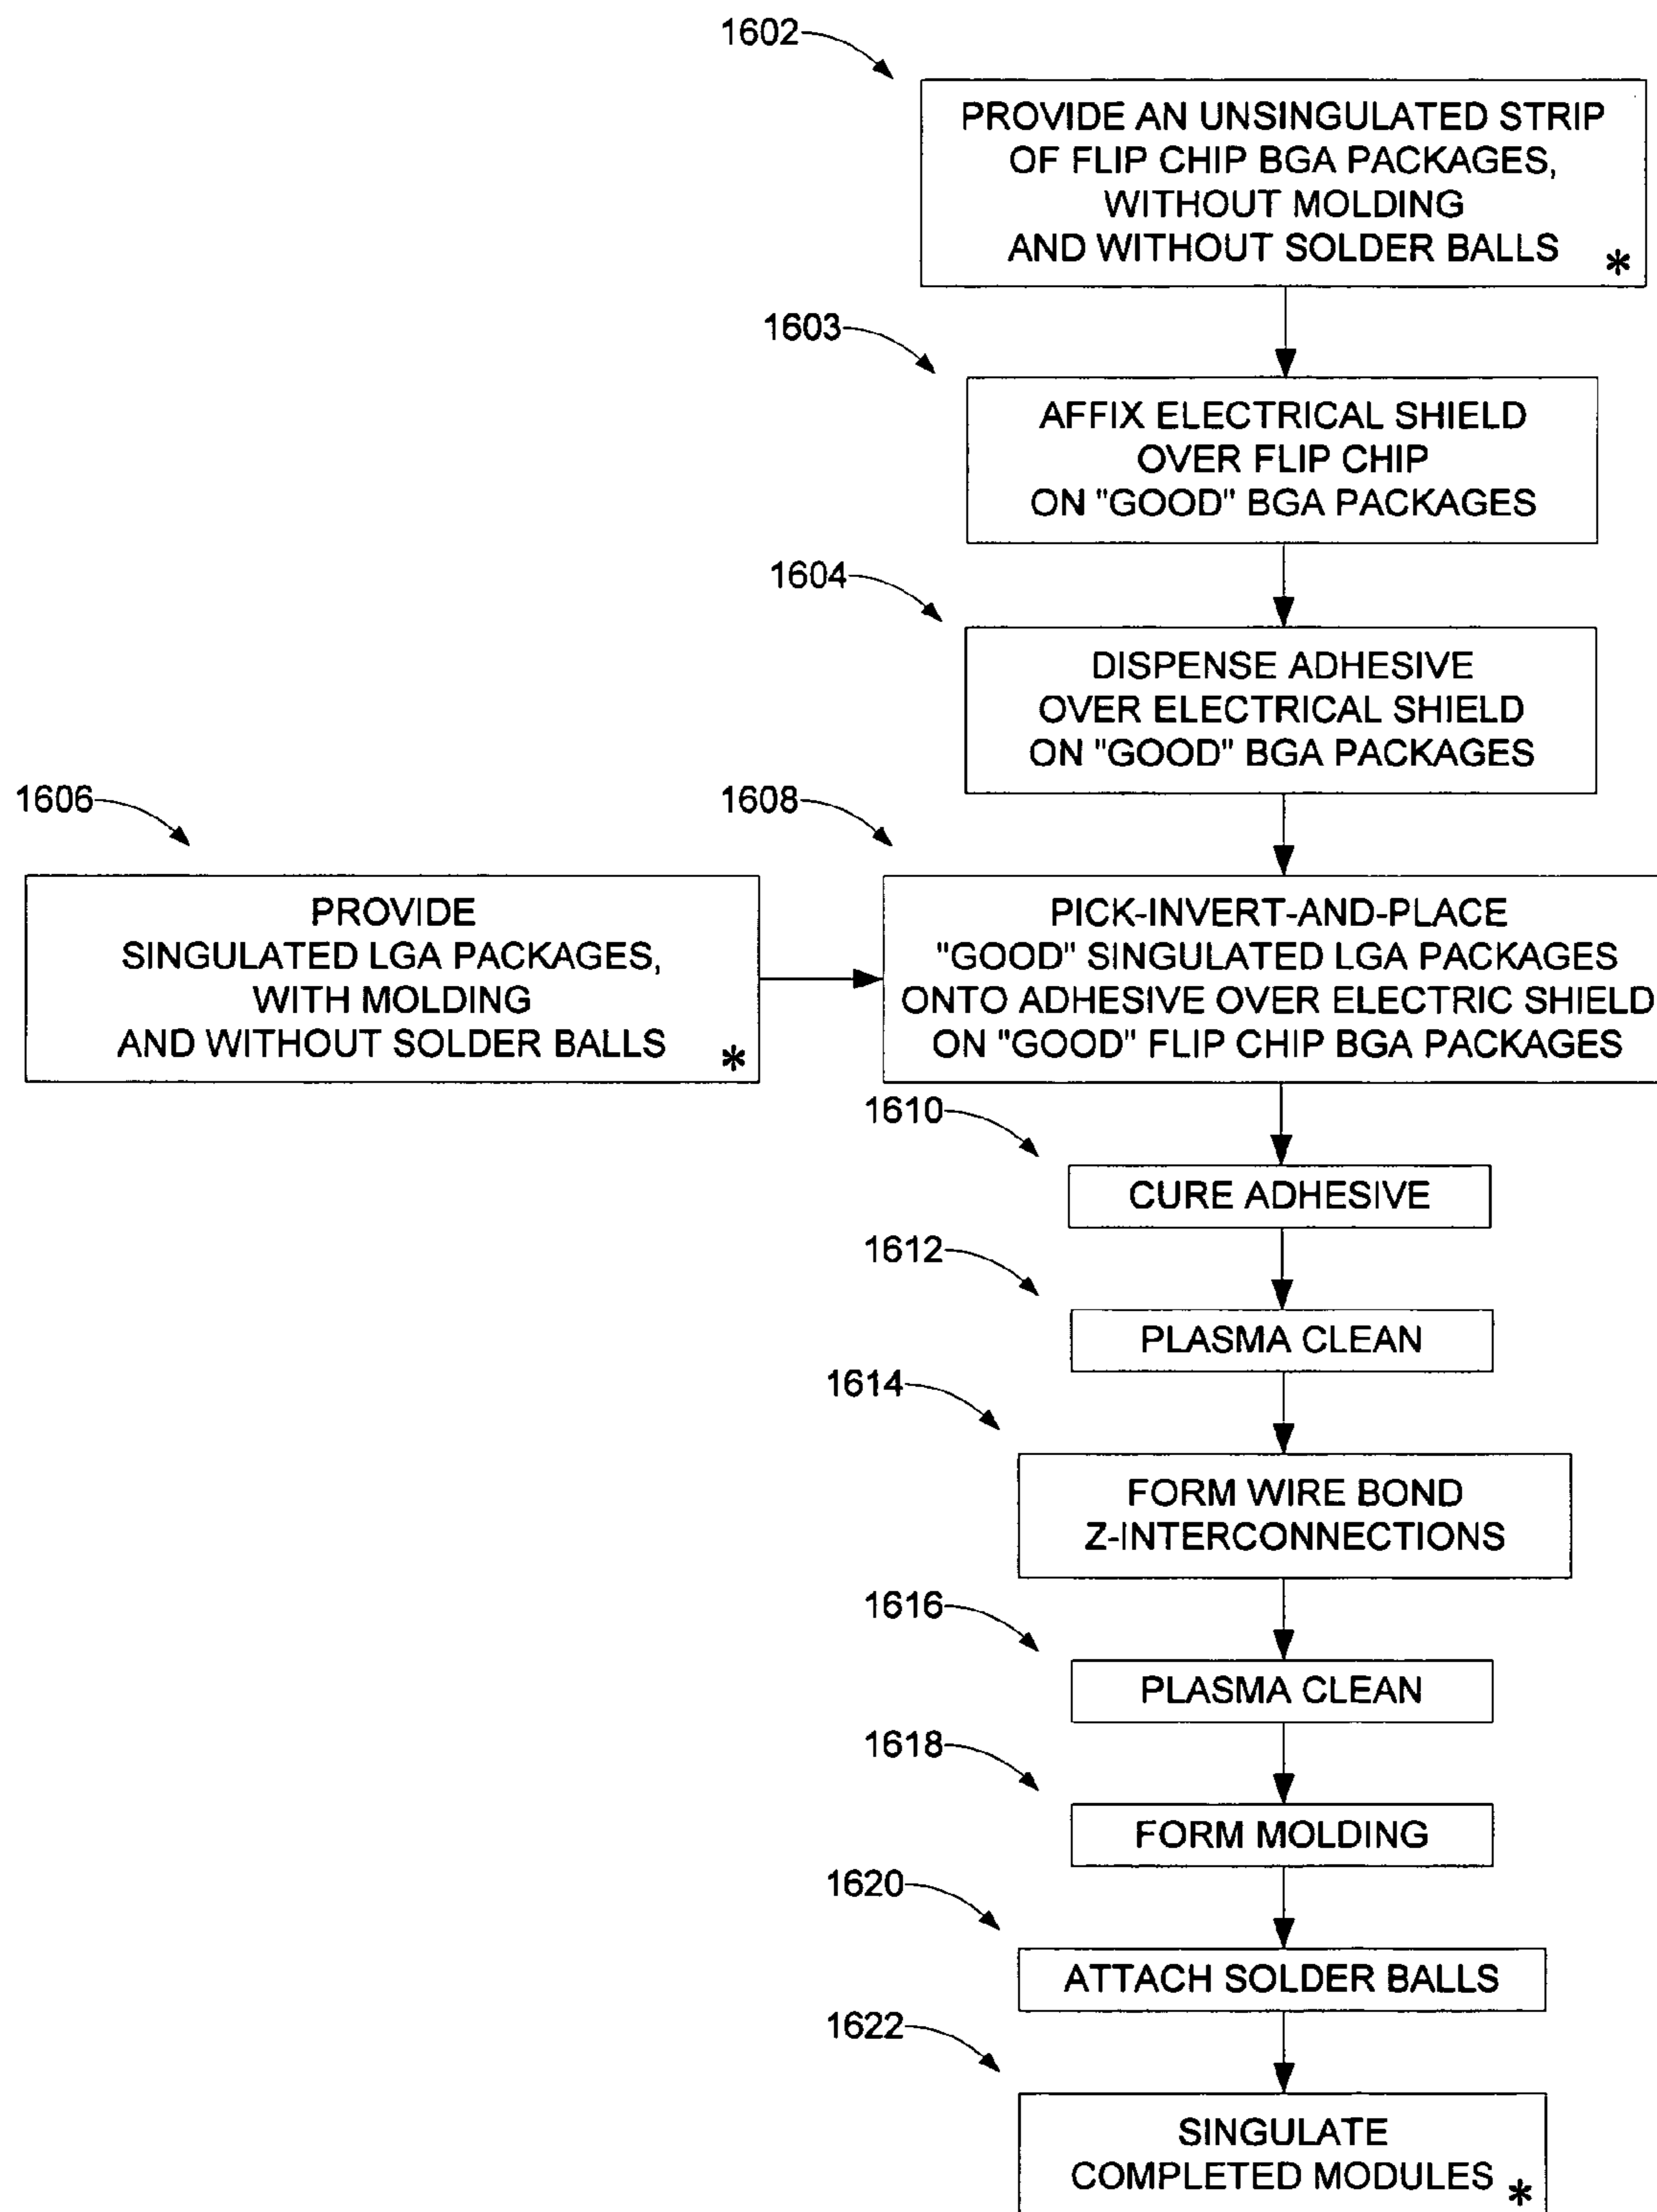 1602
PROVIDE AN UNSINGULATED STRIP
OF FLIP CHIP BGA PACKAGES,
WITHOUT MOLDING
AND WITHOUT SOLDER BALLS *
1603
AFFIX ELECTRICAL SHIELD
OVER FLIP CHIP
ON "GOOD" BGA PACKAGES
1604
DISPENSE ADHESIVE
OVER ELECTRICAL SHIELD
ON "GOOD" BGA PACKAGES
1606
PROVIDE
SINGULATED LGA PACKAGES,
WITH MOLDING
AND WITHOUT SOLDER BALLS *
1608
PICK-INVERT-AND-PLACE
"GOOD" SINGULATED LGA PACKAGES
ONTO ADHESIVE OVER ELECTRIC SHIELD
ON "GOOD" FLIP CHIP BGA PACKAGES
1610
CURE ADHESIVE
1612
PLASMA CLEAN
1614
FORM WIRE BOND
Z-INTERCONNECTIONS
1616
PLASMA CLEAN
1618
FORM MOLDING
1620
ATTACH SOLDER BALLS
1622
SINGULATE
COMPLETED MODULES *